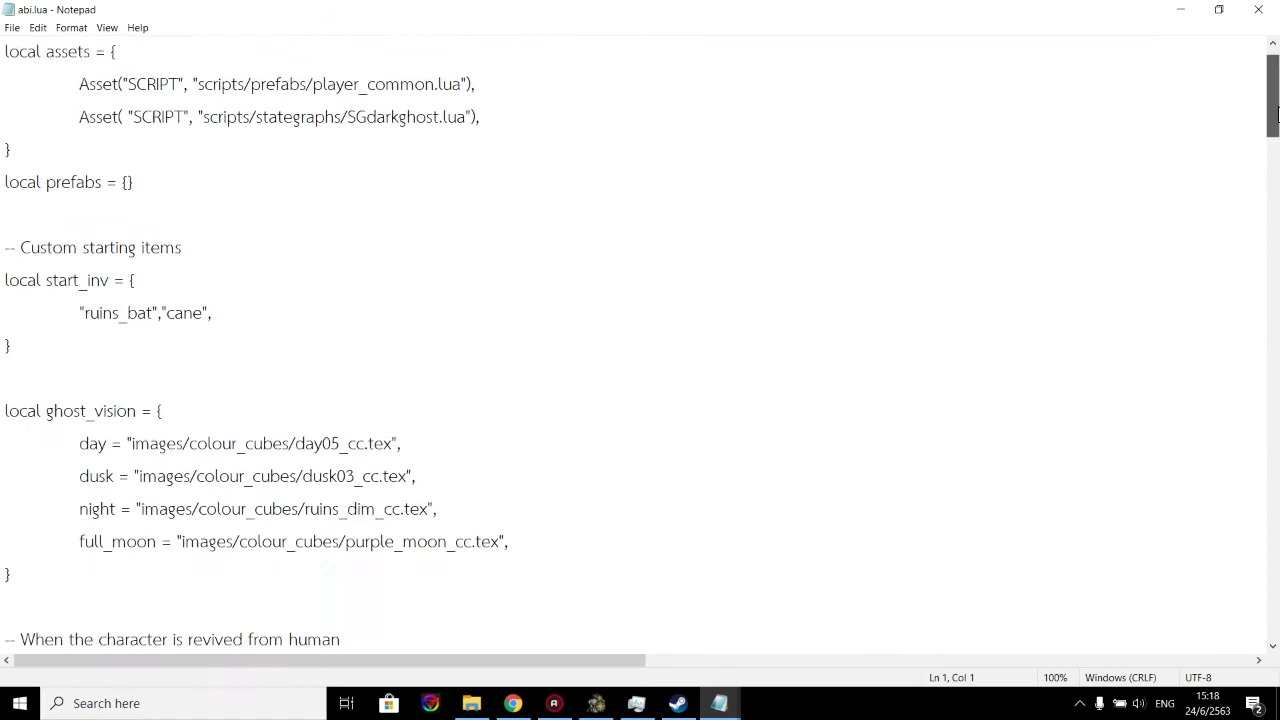 abi.lua - Notepad
File Edit Format View Help
local assets = {
Asset("SCRIPT", "scripts/prefabs/player_common.lua"),
Asset( "SCRIPT", "scripts/stategraphs/SGdarkghost.lua"),
}
local prefabs = {}
-- Custom starting items
local start_inv = {
"ruins_bat","cane",
}
local ghost_vision = {
day = "images/colour_cubes/day05_cc.tex",
dusk = "images/colour_cubes/dusk03_cc.tex",
night = "images/colour_cubes/ruins_dim_cc.tex",
full_moon = "images/colour_cubes/purple_moon_cc.tex",
}
-- When the character is revived from human
Ln 1, Col 1 100% Windows (CRLF) UTF-8
Search here
ENG
15:18
24/6/2563
2